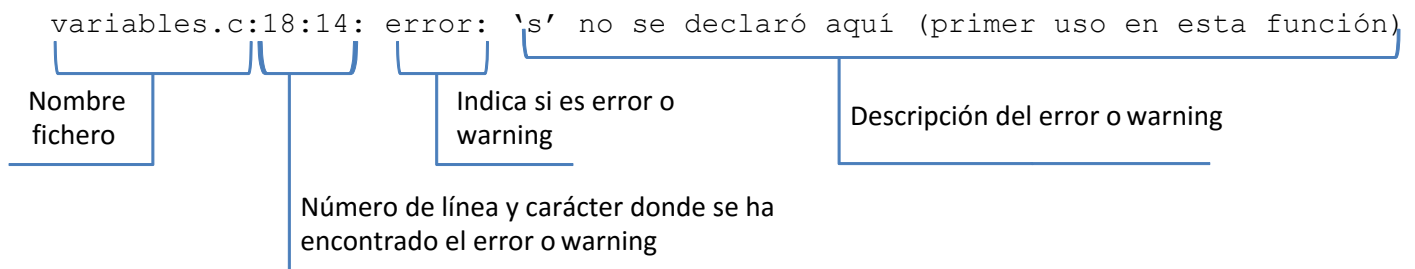 variables.c:18:14: error: ‘s’ no se declaró aquí (primer uso en esta función)
Nombre
fichero
Indica si es error o
warning
Descripción del error o warning
Número de línea y carácter donde se ha
encontrado el error o warning